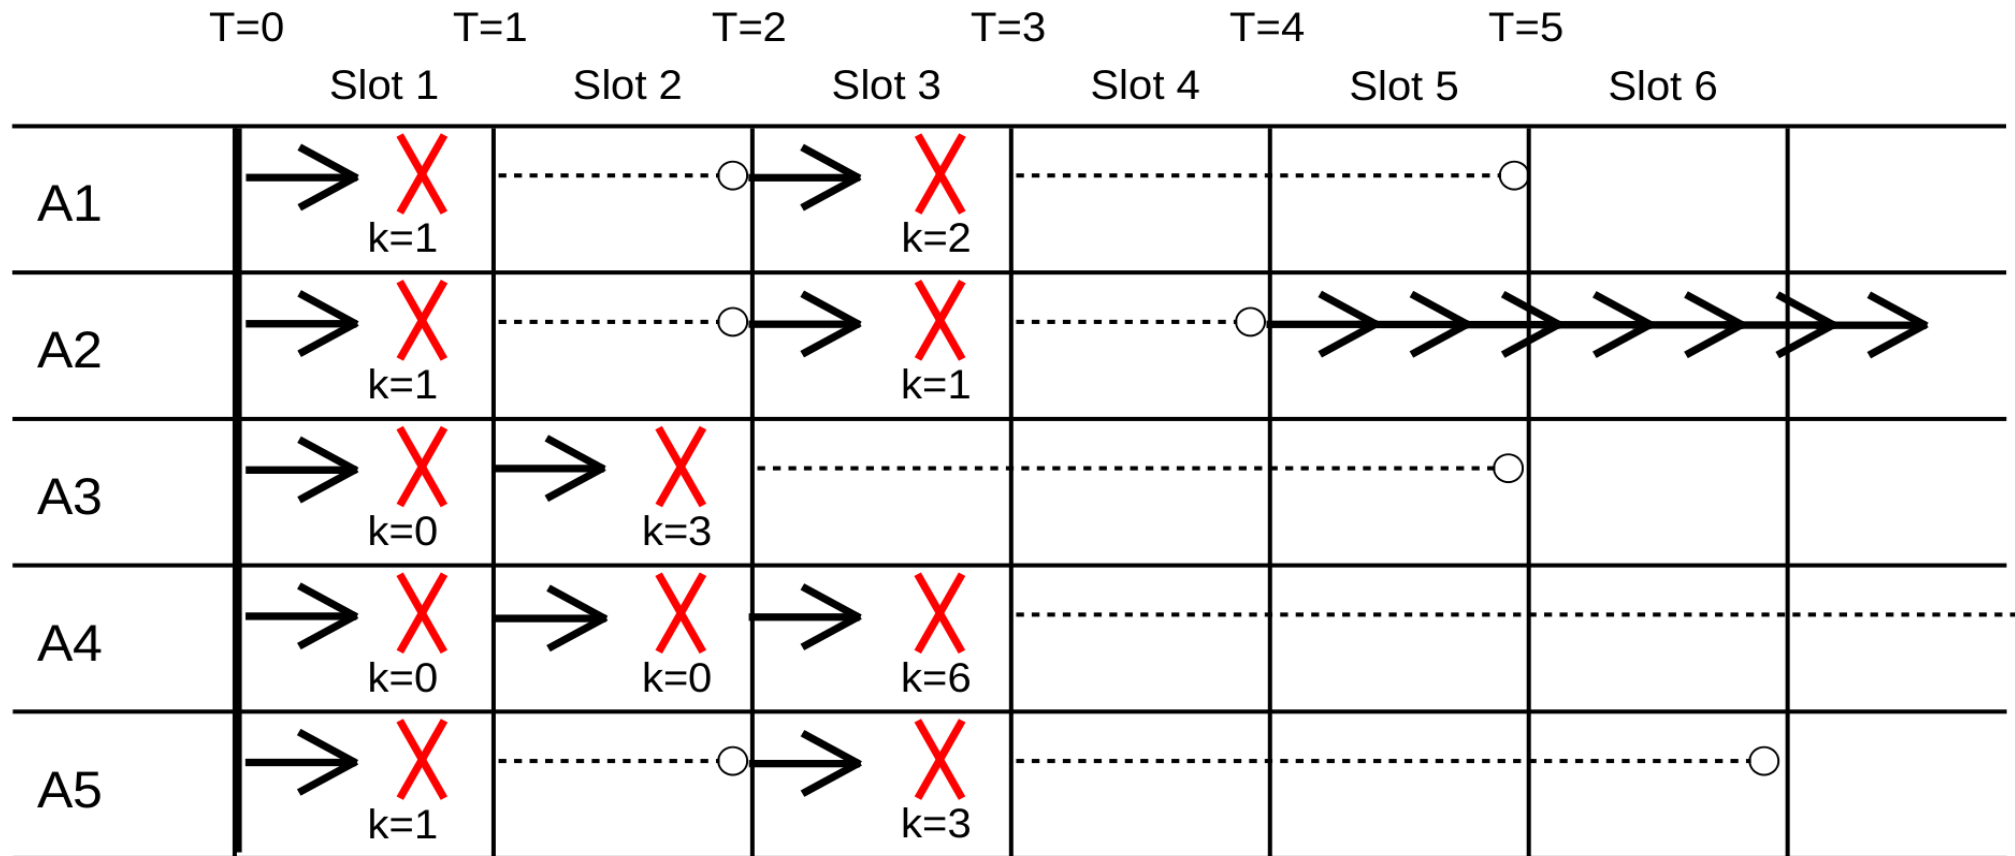 T=0 T=1 T=2 T=3 T=4 T=5
Slot 1 Slot 2 Slot 3 Slot 4 Slot 5 Slot 6
A1
k=1 k=2
A2
k=1 k=1
A3
k=0 k=3
A4
k=0 k=0 k=6
A5
k=1 k=3